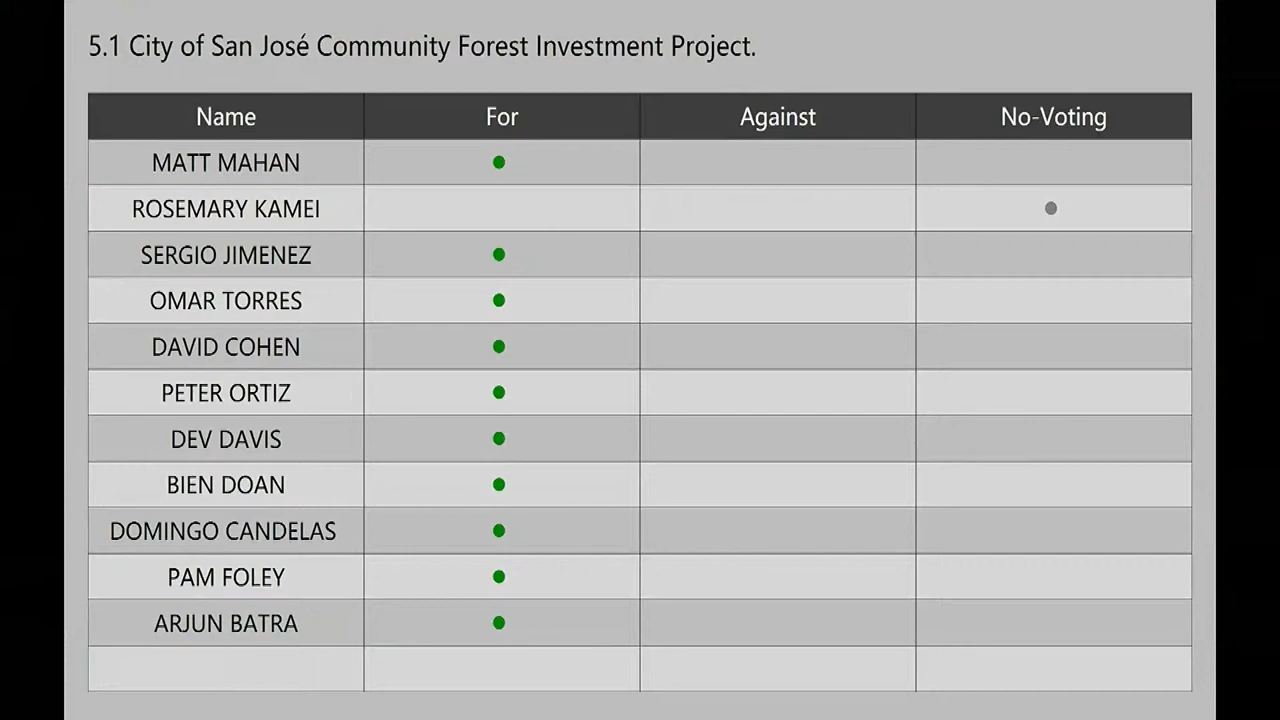 5.1 City of San José Community Forest Investment Project.
Name For Against No-Voting
MATT MAHAN
ROSEMARY KAMEI
SERGIO JIMENEZ
OMAR TORRES
DAVID COHEN
PETER ORTIZ
DEV DAVIS
BIEN DOAN
DOMINGO CANDELAS
PAM FOLEY
ARJUN BATRA